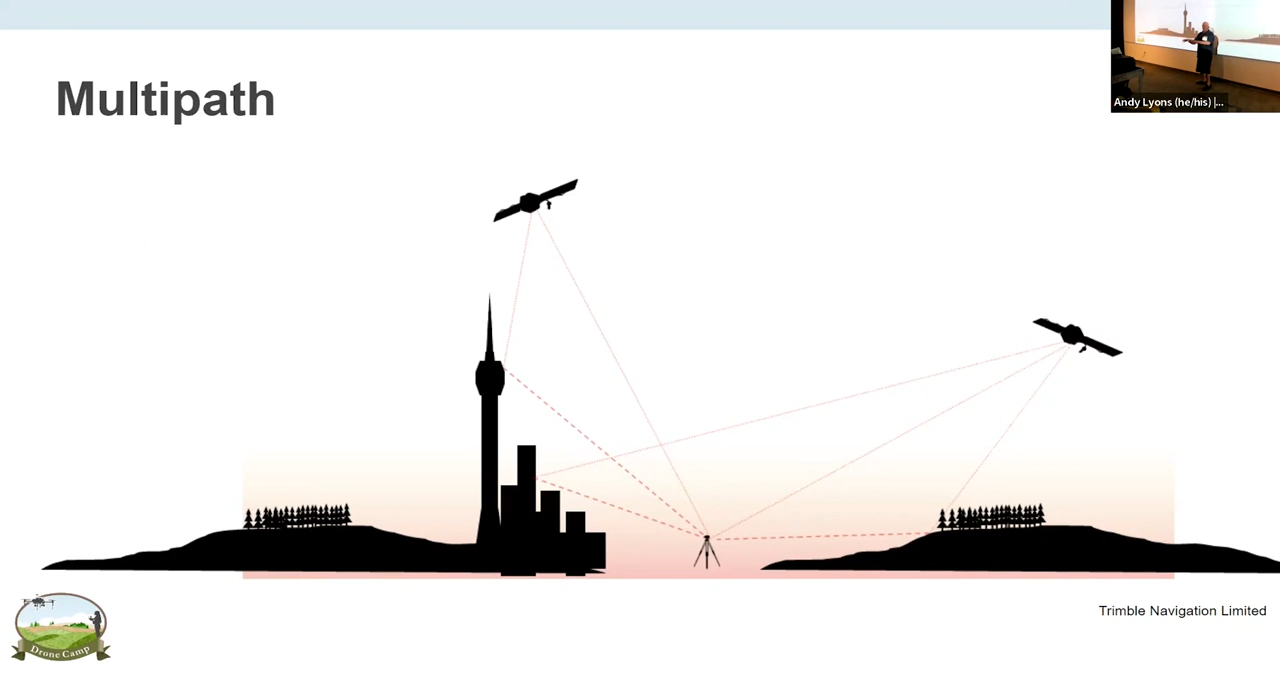 Multipath
Andy Lyons (he/his) |...
Trimble Navigation Limited
Drone Camp